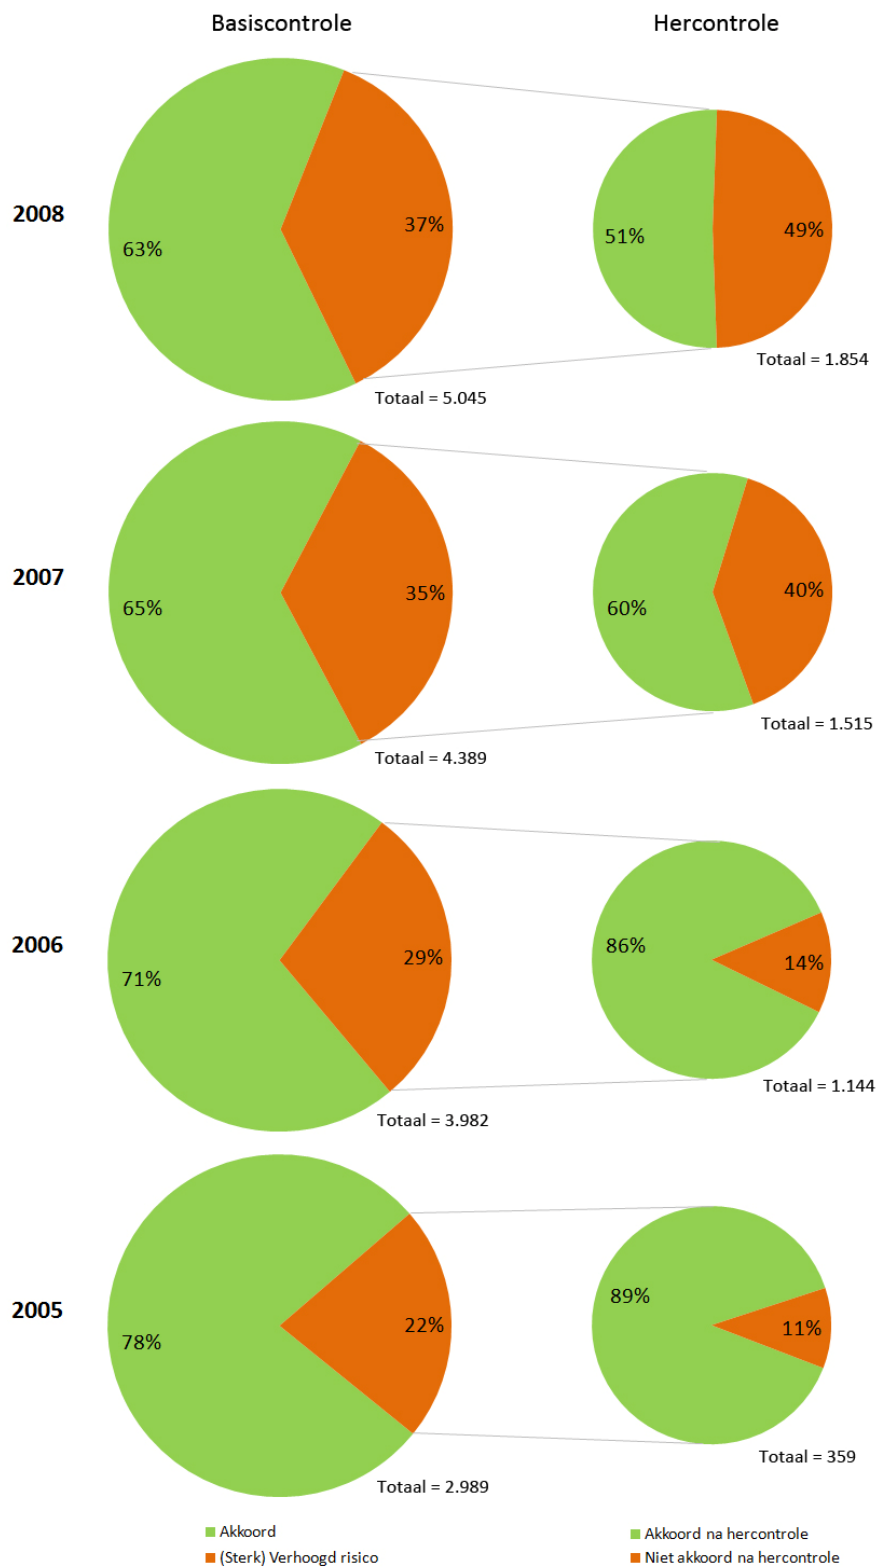 Basiscontrole
Hercontrole
2008
63%
37%
51%
49%
Totaal = 5.045
Totaal = 1.854
2007
65%
35%
60%
40%
Totaal = 4.389
Totaal = 1.515
2006
71%
29%
86%
14%
Totaal = 3.982
Totaal = 1.144
2005
78%
22%
89%
11%
Totaal = 2.989
Totaal = 359
Akkoord
(Sterk) Verhoogd risico
Akkoord na hercontrole
Niet akkoord na hercontrole